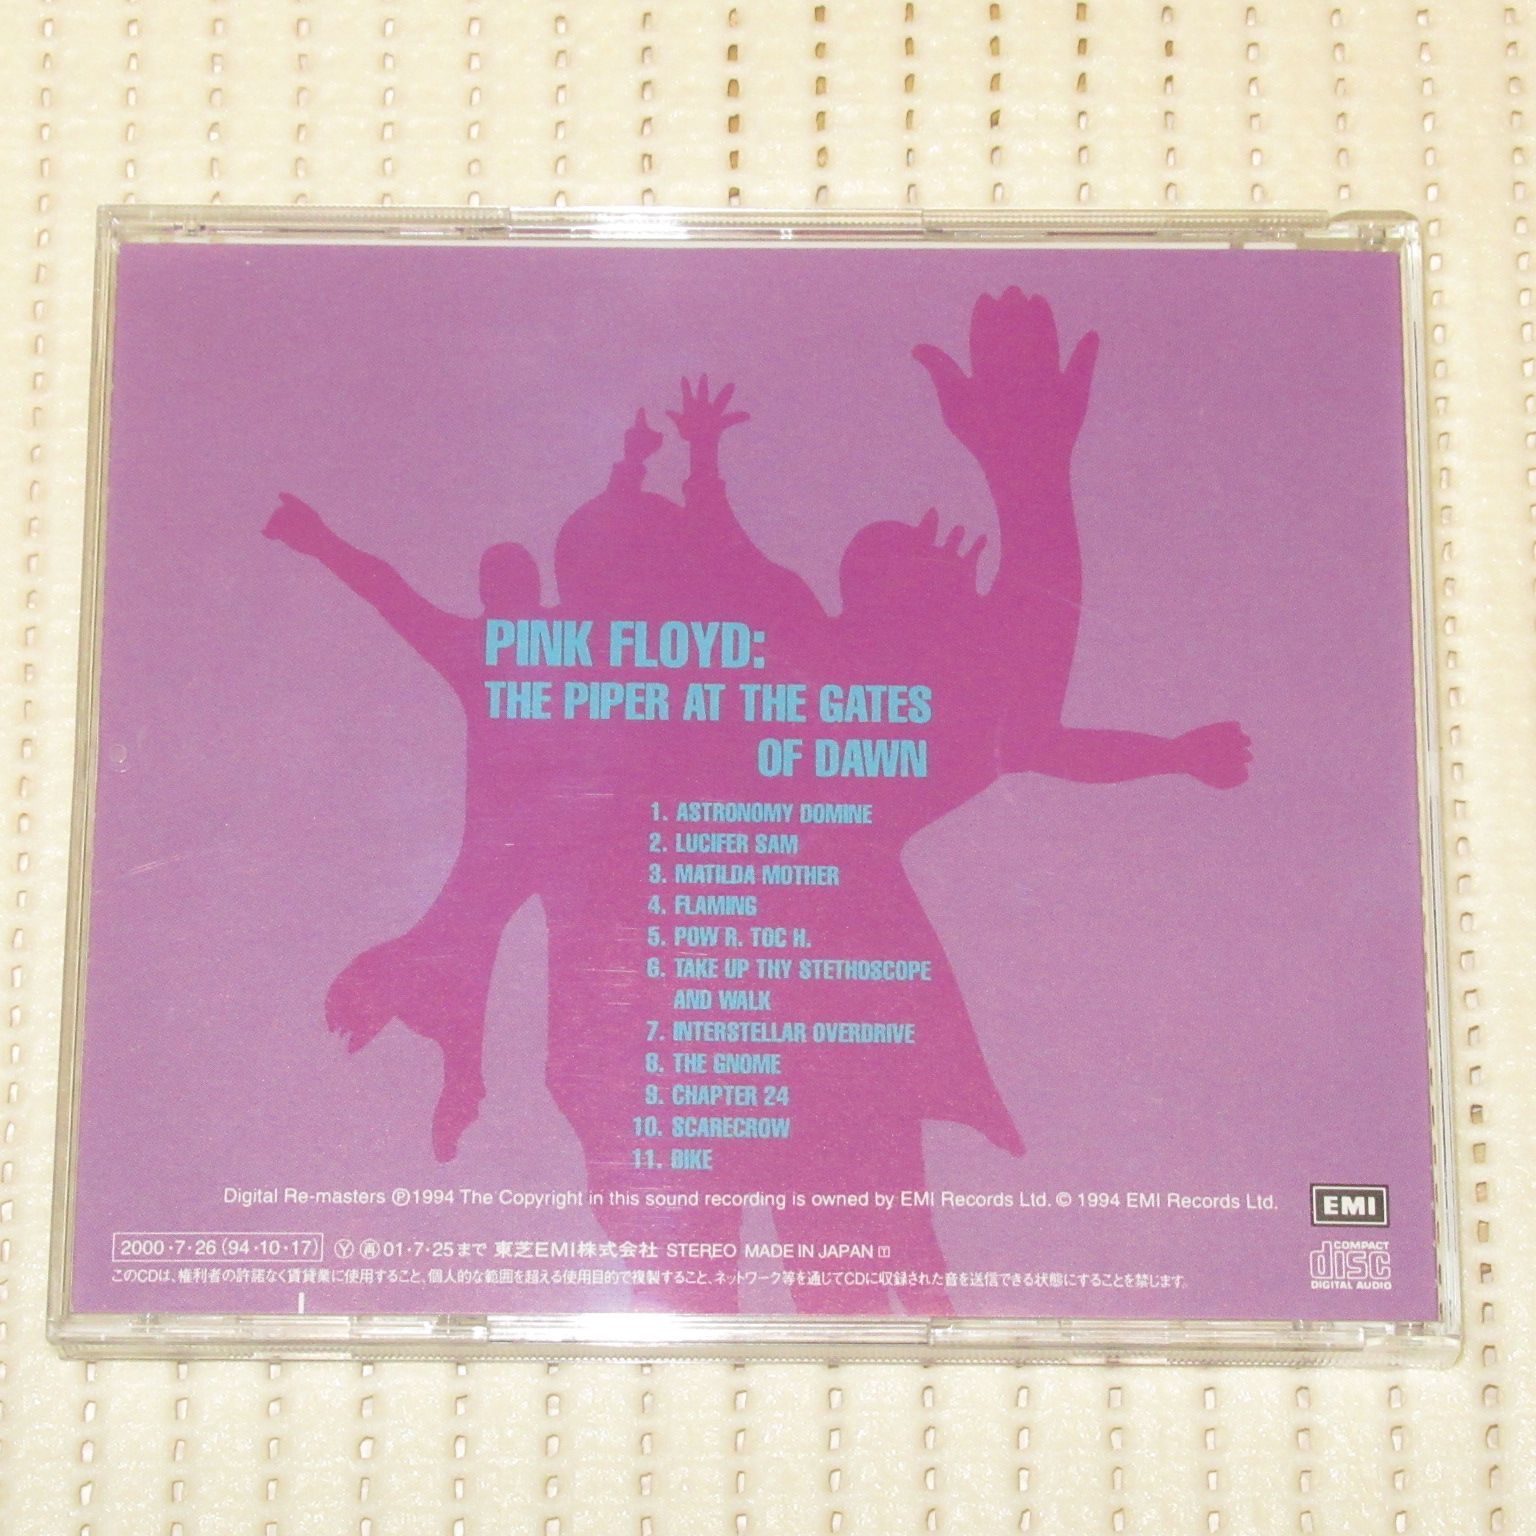 PINK FLOYD:
THE PIPER AT THE GATES
OF DAWN
1. ASTRONOMY DOMINE
2. LUCIFER SAM
3. MATILDA MOTHER
4. FLAMING
5. POW R. TOC H.
6. TAKE UP THY STETHOSCOPE
AND WALK
7. INTERSTELLAR OVERDRIVE
8. THE GNOME
9. CHAPTER 24
10. SCARECROW
11. BIKE
Digital Re-masters Ⓟ1994 The Copyright in this sound recording is owned by EMI Records Ltd. © 1994 EMI Records Ltd.
EMI
2000·7·26(94·10·17) Ⓨ㊢01·7·25まで 東芝EMI株式会社 STEREO MADE IN JAPAN 🅃
このCDは、権利者の許諾なく賃貸業に使用すること、個人的な範囲を超える使用目的で複製すること、ネットワーク等を通じてCDに収録された音を送信できる状態にすることを禁じます。
COMPACT
disc
DIGITAL AUDIO